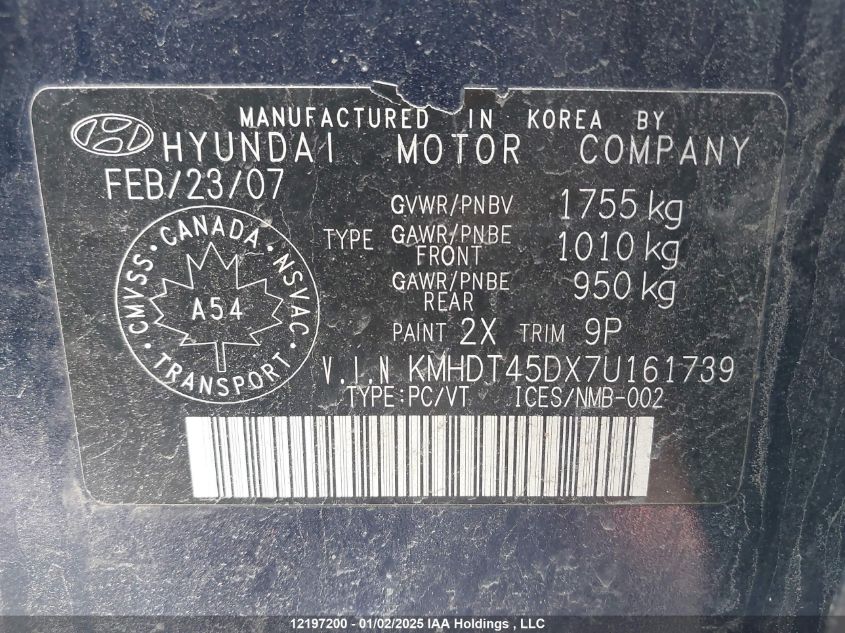 MANUFACTURED IN KOREA BY
HYUNDAI MOTOR COMPANY
FEB/23/07
GVWR/PNBV 1755 kg
TYPE GAWR/PNBE FRONT 1010 kg
GAWR/PNBE REAR 950 kg
CMVSS · CANADA · NSVAC · TRANSPORT ·
A54
PAINT 2X TRIM 9P
V.I.N KMHDT45DX7U161739
TYPE:PC/VT ICES/NMB-002
12197200 - 01/02/2025 IAA Holdings , LLC